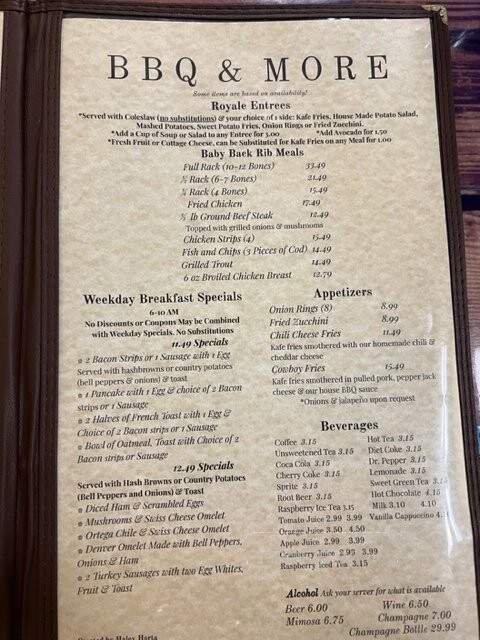 BBQ & MORE
Some items are based on availability!
Royale Entrees
*Served with Coleslaw (no substitutions) & your choice of 1 side: Kafe Fries, House Made Potato Salad,
Mashed Potatoes, Sweet Potato Fries, Onion Rings or Fried Zucchini.
*Add a Cup of Soup or Salad to any Entree for 3.00 *Add Avocado for 1.50
*Fresh Fruit or Cottage Cheese, can be Substituted for Kafe Fries on any Meal for 1.00
Baby Back Rib Meals
Full Rack (10-12 Bones) 33.49
Rack (6-7 Bones) 21.49
Rack (4 Bones) 15.49
Fried Chicken 17.49
lb Ground Beef Steak 12.49
Topped with grilled onions & mushrooms
Chicken Strips (4) 15.49
Fish and Chips (3 Pieces of Cod) 14.49
Grilled Trout 14.49
6 oz Broiled Chicken Breast 12.79
Weekday Breakfast Specials
6-10 AM
No Discounts or Coupons May be Combined
with Weekday Specials. No Substitutions
11.49 Specials
2 Bacon Strips or 1 Sausage with 1 Egg
Served with hashbrowns or country potatoes
(bell peppers & onions) & toast
1 Pancake with 1 Egg & choice of 2 Bacon
strips or 1 Sausage
2 Halves of French Toast with 1 Egg &
Choice of 2 Bacon strips or 1 Sausage
Bowl of Oatmeal, Toast with Choice of 2
Bacon strips or Sausage
12.49 Specials
Served with Hash Browns or Country Potatoes
(Bell Peppers and Onions) & Toast
Diced Ham & Scrambled Eggs
Mushrooms & Swiss Cheese Omelet
Ortega Chile & Swiss Cheese Omelet
Denver Omelet Made with Bell Peppers,
Onions & Ham
2 Turkey Sausages with two Egg Whites,
Fruit & Toast
Appetizers
Onion Rings (8) 8.99
Fried Zucchini 8.99
Chili Cheese Fries 11.49
Kafe fries smothered with our homemade chili &
cheddar cheese
Cowboy Fries 15.49
Kafe fries smothered in pulled pork, pepper jack
cheese & our house BBQ sauce
*Onions & jalapeño upon request
Beverages
Coffee 3.15
Unsweetened Tea 3.15
Coca Cola 3.15
Cherry Coke 3.15
Sprite 3.15
Root Beer 3.15
Raspberry Ice Tea 3.15
Tomato Juice 2.99 3.99
Orange Juice 3.50 4.50
Apple Juice 2.99 3.99
Cranberry Juice 2.93 3.99
Raspberry Iced Tea 3.15
Hot Tea 3.15
Diet Coke 3.15
Dr. Pepper 3.15
Lemonade 3.15
Sweet Green Tea
Hot Chocolate 4.15
Milk 3.10 4.10
Vanilla Cappuccino
Alcohol Ask your server for what is available
Beer 6.00 Wine 6.50
Mimosa 6.75 Champagne 7.00
Champagne Bottle 29.99